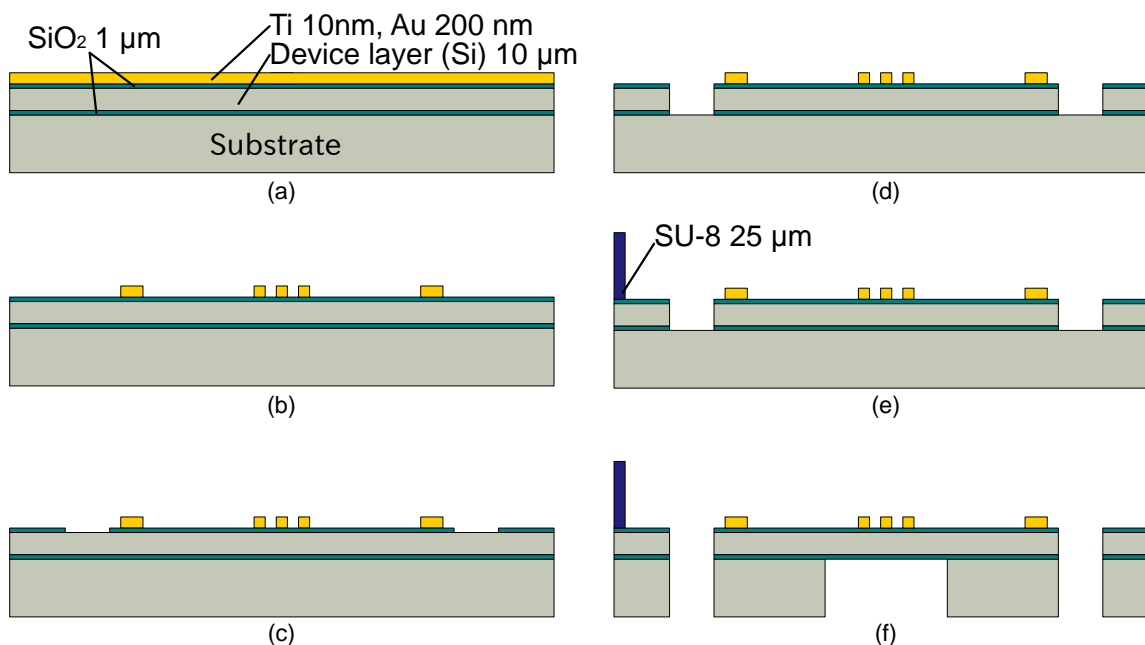 SiO₂ 1 μm
Ti 10nm, Au 200 nm
Device layer (Si) 10 μm
Substrate
(a)
(b)
(c)
(d)
SU-8 25 μm
(e)
(f)